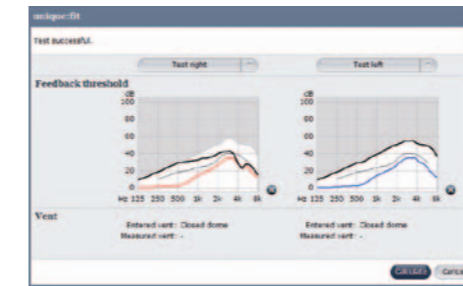 unique:fit
Test successful.
Test right Test left
Feedback threshold
dB dB
100 100
80 80
60 60
40 40
20 20
0 0
Hz 125 250 500 1k 2k 4k 8k Hz 125 250 500 1k 2k 4k 8k
Vent
Entered vent: Closed dome Entered vent: Closed dome
Measured vent: - Measured vent: -
Calculate Cance